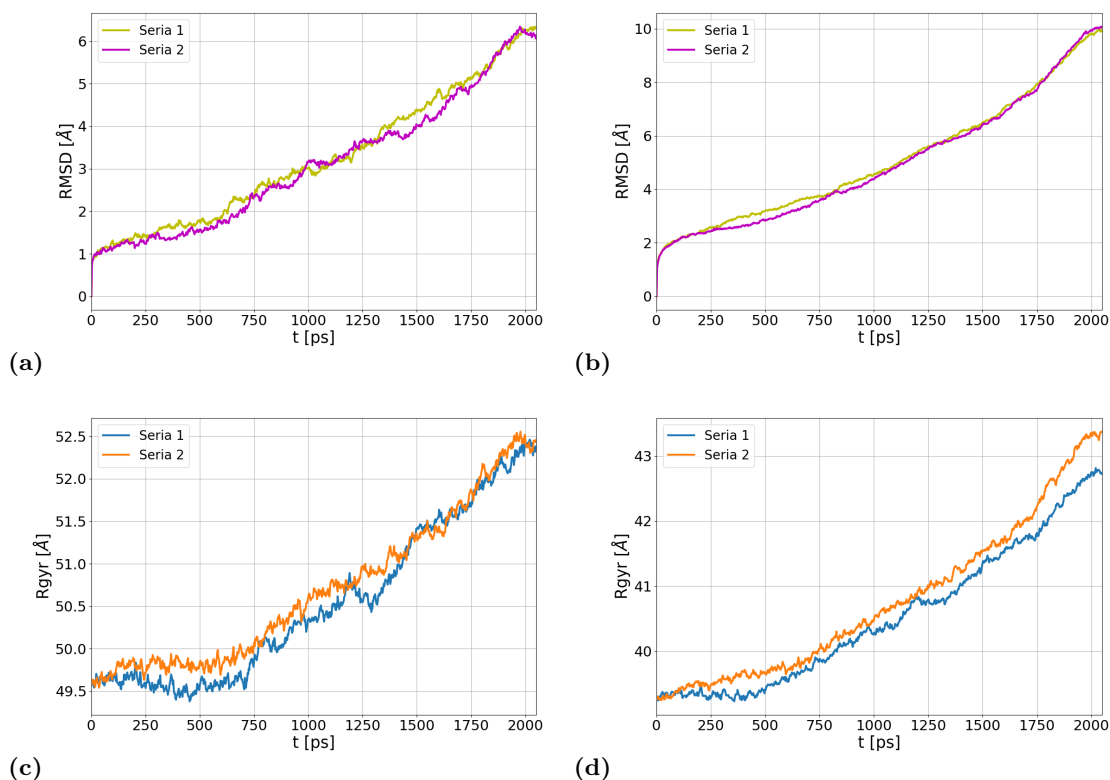 Seria 1
Seria 2
RMSD [Å]
6
5
4
3
2
1
0
0 250 500 750 1000 1250 1500 1750 2000
t [ps]
(a)
Seria 1
Seria 2
RMSD [Å]
10
8
6
4
2
0
0 250 500 750 1000 1250 1500 1750 2000
t [ps]
(b)
Seria 1
Seria 2
Rgyr [Å]
52.5
52.0
51.5
51.0
50.5
50.0
49.5
0 250 500 750 1000 1250 1500 1750 2000
t [ps]
(c)
Seria 1
Seria 2
Rgyr [Å]
43
42
41
40
0 250 500 750 1000 1250 1500 1750 2000
t [ps]
(d)